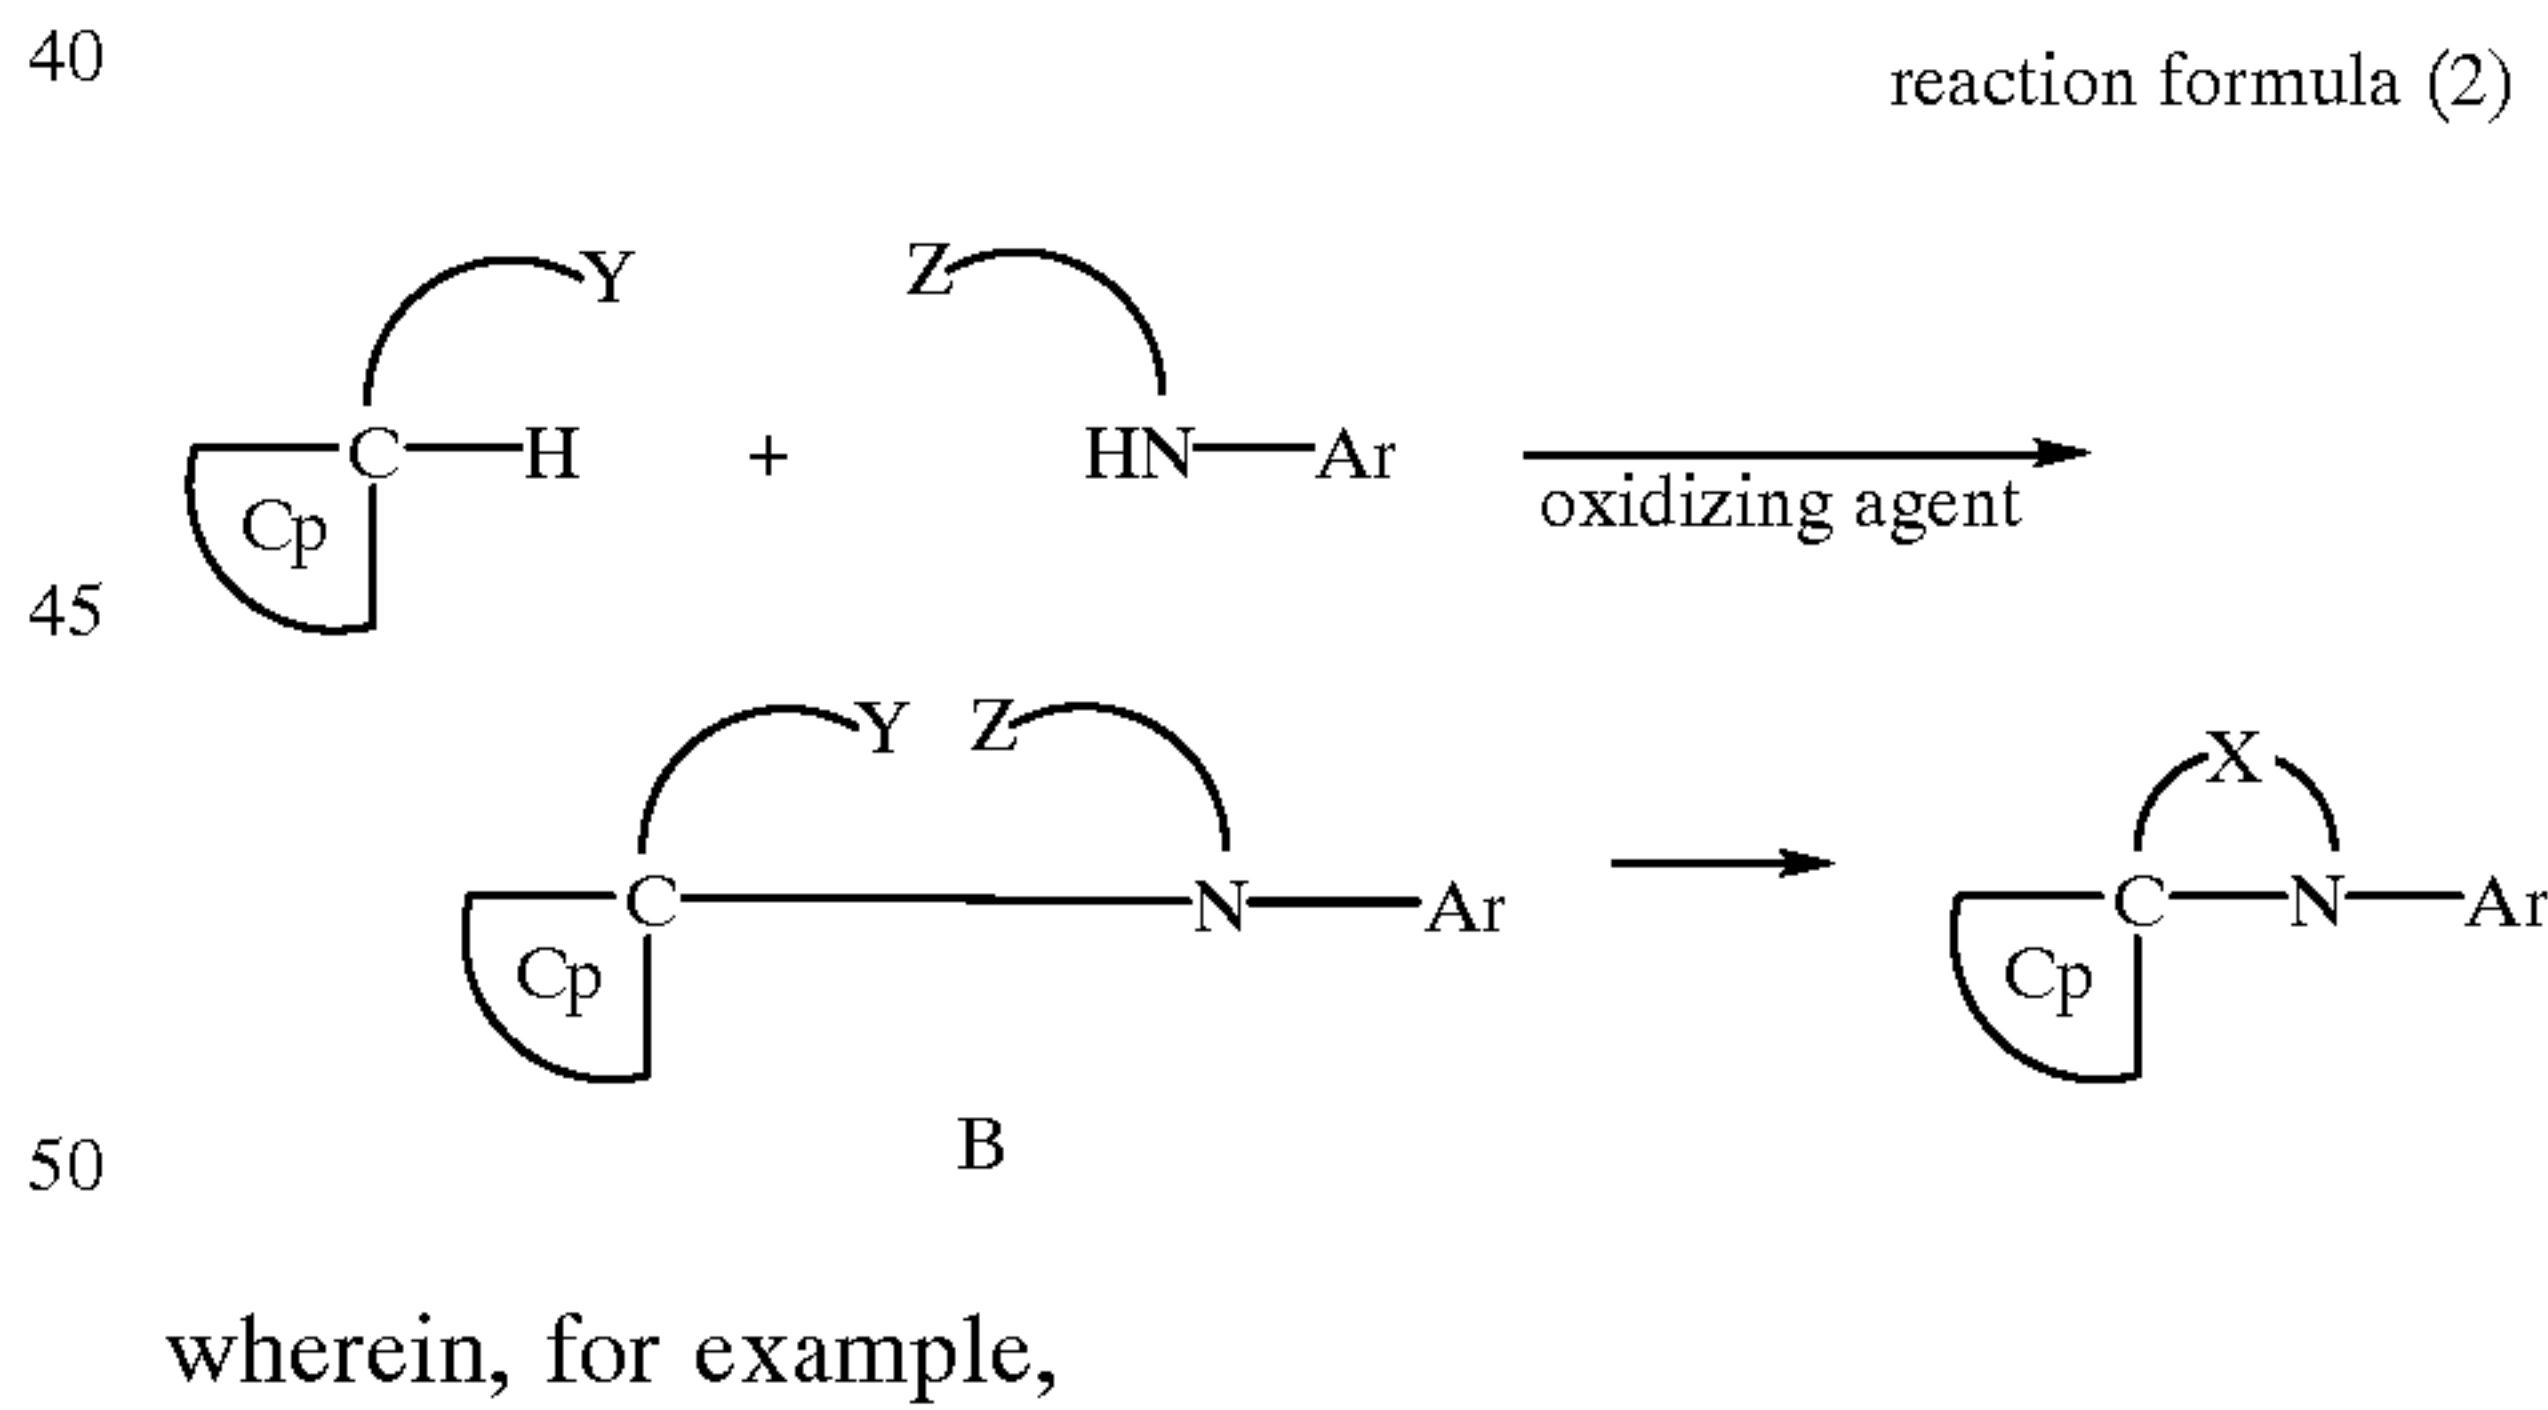 40
reaction formula (2)
Y Z
C—H + HN—Ar
Cp
oxidizing agent
45
Y Z X
C N—Ar C—N—Ar
Cp Cp
B
50
wherein, for example,